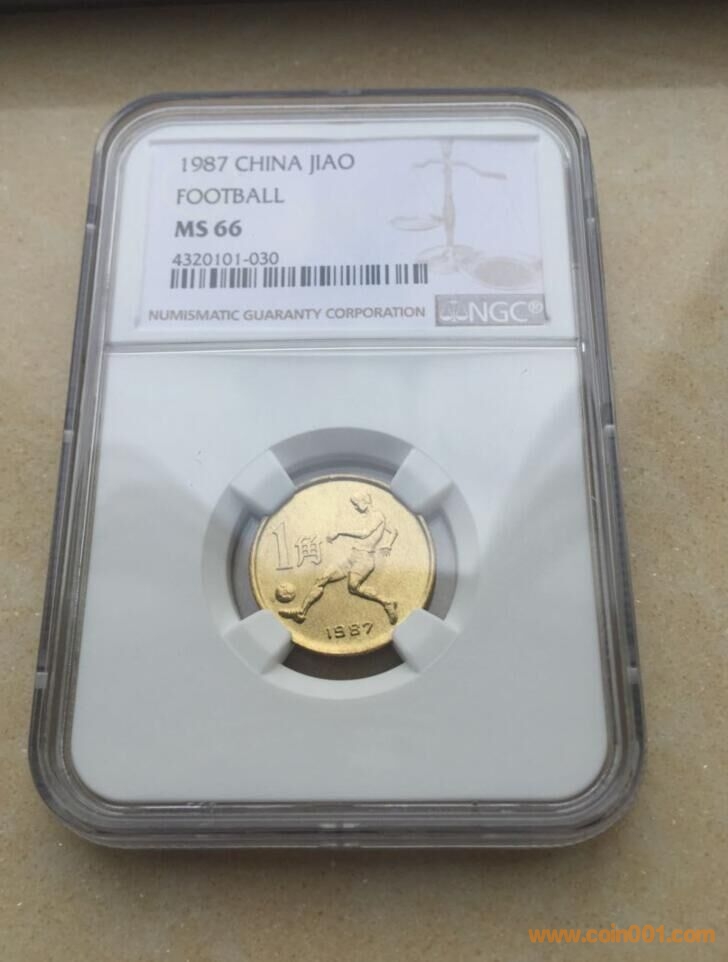 1987 CHINA JIAO
FOOTBALL
MS 66
4320101-030
NUMISMATIC GUARANTY CORPORATION
NGC®
1角
1987
www.coin001.com